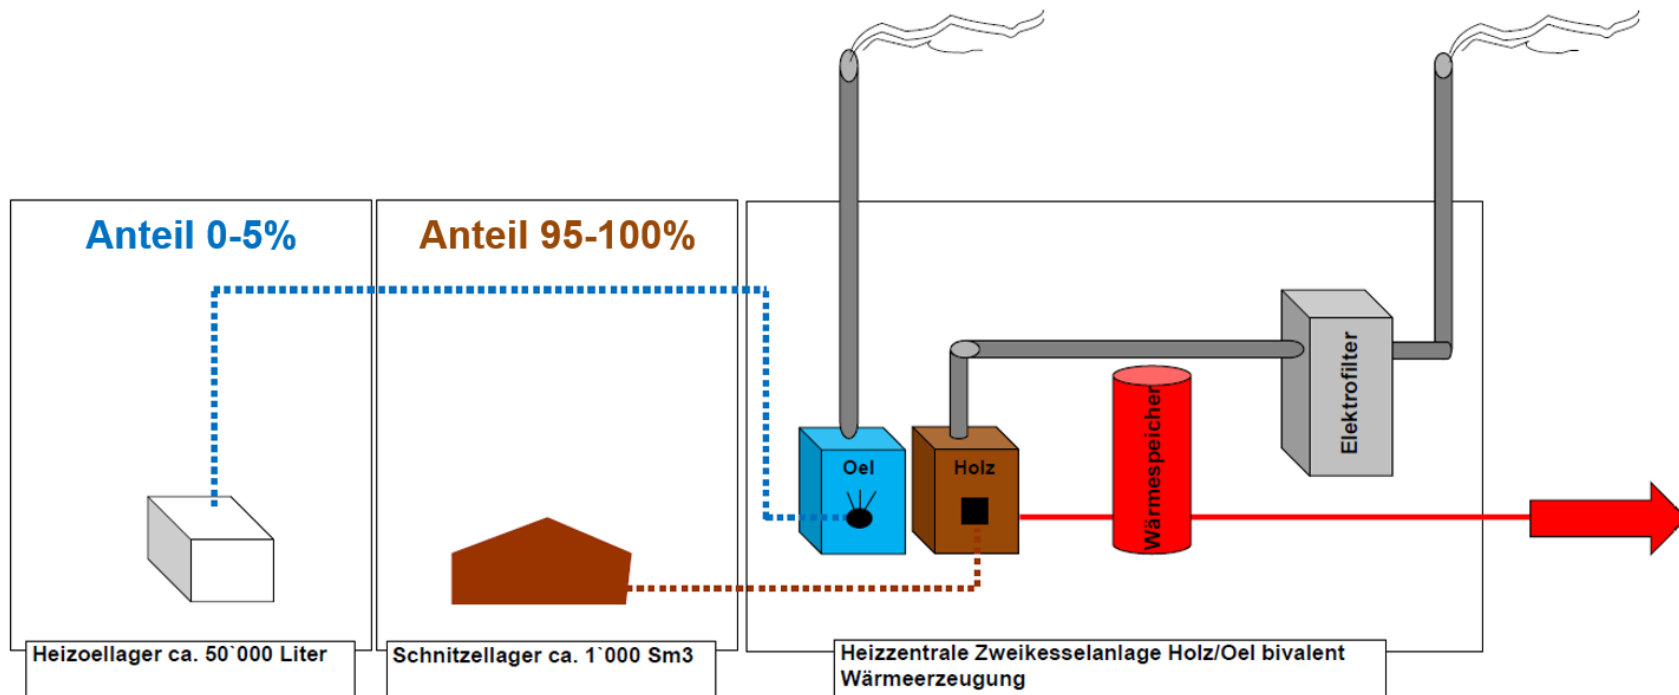 Anteil 0-5%
Anteil 95-100%
Oel
Holz
Wärmespeicher
Elektrofilter
Heizoellager ca. 50`000 Liter
Schnitzellager ca. 1`000 Sm3
Heizzentrale Zweikesselanlage Holz/Oel bivalent
Wärmeerzeugung